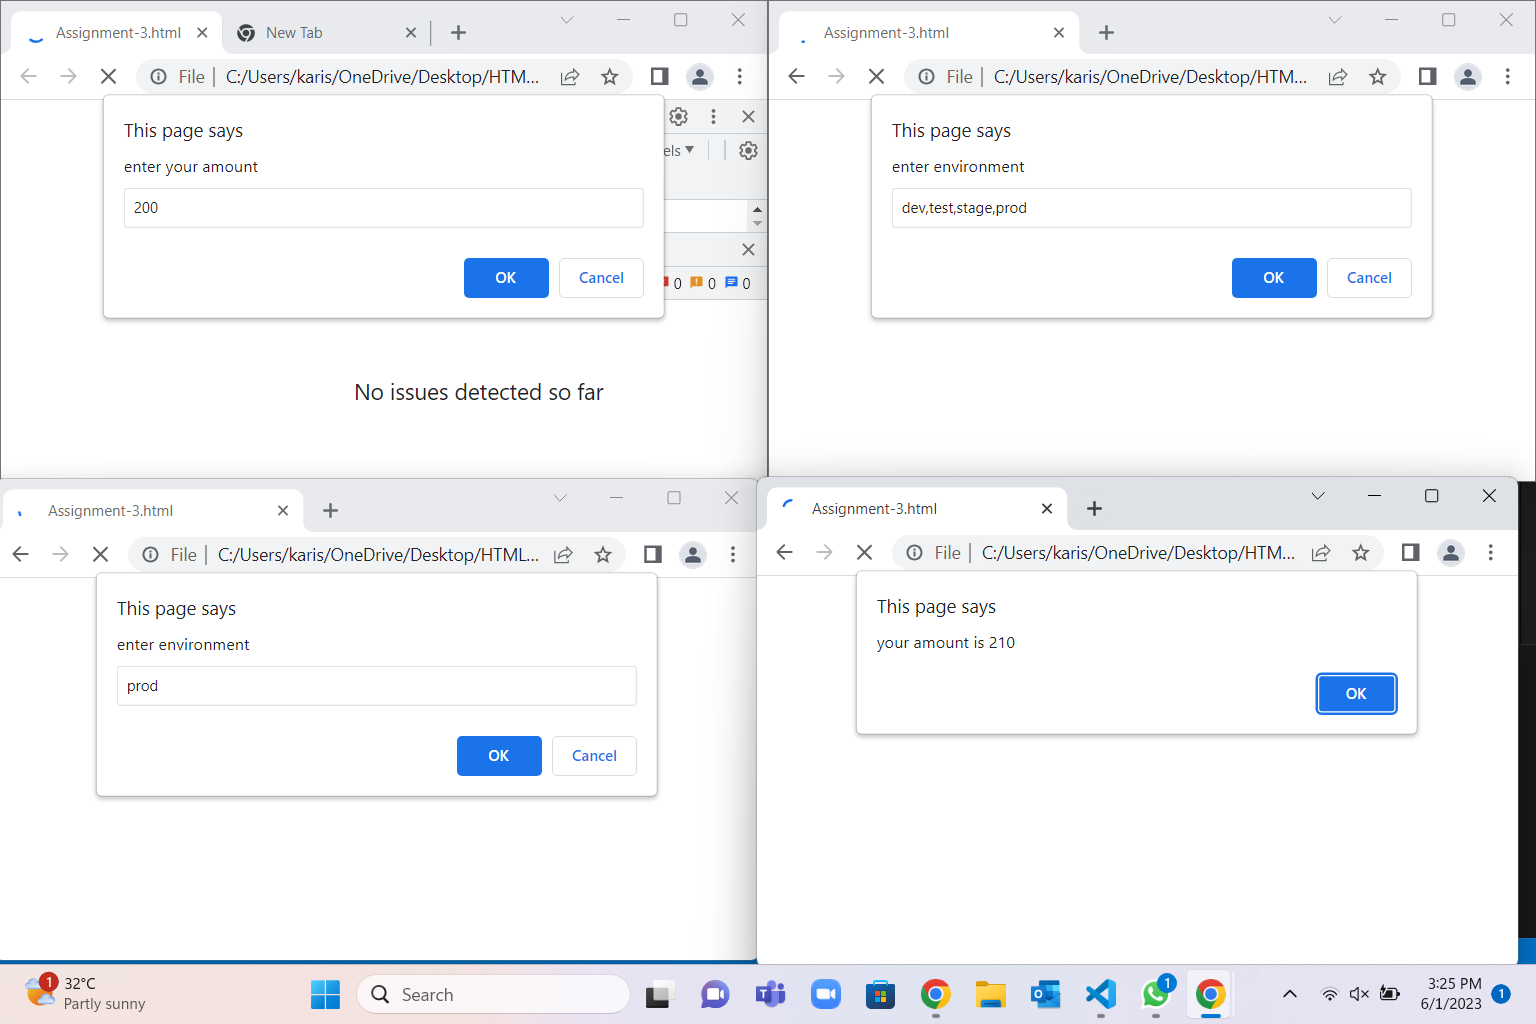 Assignment-3.html
New Tab
File
C:/Users/karis/OneDrive/Desktop/HTM...
This page says
enter your amount
200
OK
Cancel
els
0
0
0
No issues detected so far
Assignment-3.html
File
C:/Users/karis/OneDrive/Desktop/HTM...
This page says
enter environment
dev,test,stage,prod
OK
Cancel
Assignment-3.html
File
C:/Users/karis/OneDrive/Desktop/HTML...
This page says
enter environment
prod
OK
Cancel
Assignment-3.html
File
C:/Users/karis/OneDrive/Desktop/HTM...
This page says
your amount is 210
OK
1
32°C
Partly sunny
Search
1
3:25 PM
6/1/2023
1